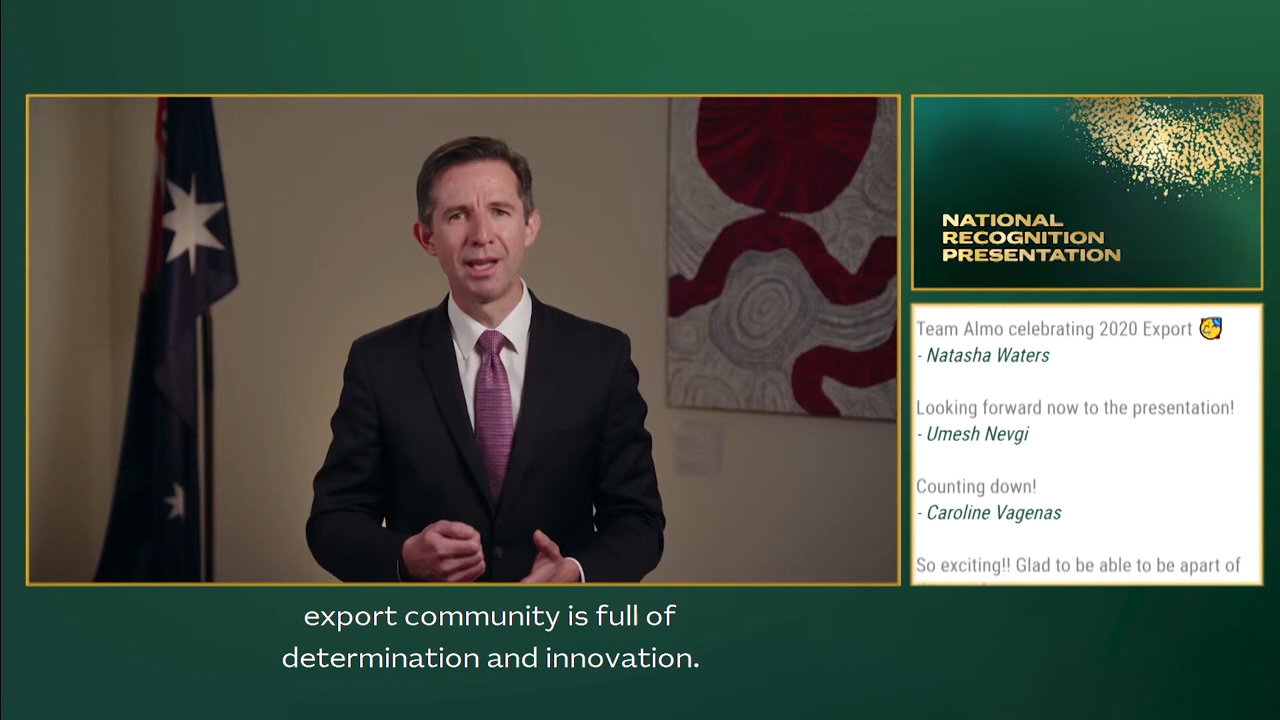 NATIONAL
RECOGNITION
PRESENTATION
Team Almo celebrating 2020 Export 🥳
- Natasha Waters
Looking forward now to the presentation!
- Umesh Nevgi
Counting down!
- Caroline Vagenas
So exciting!! Glad to be able to be apart of
export community is full of
determination and innovation.